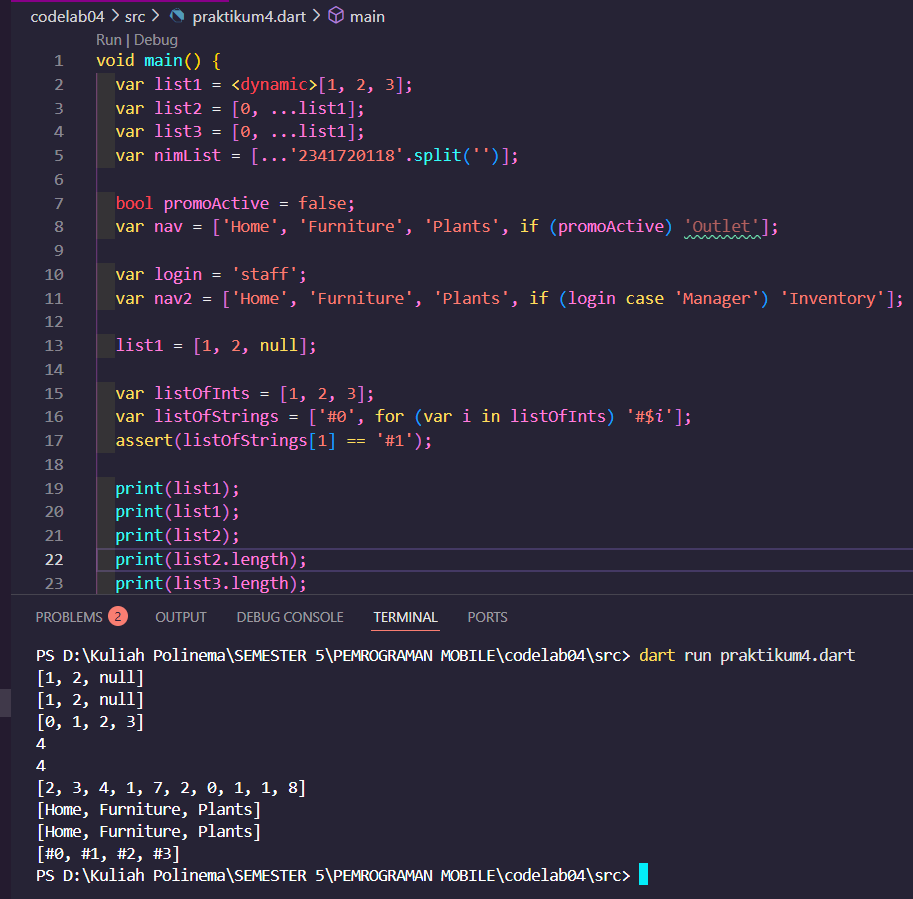 codelab04 > src > praktikum4.dart > main
Run | Debug
1 void main() {
2 var list1 = <dynamic>[1, 2, 3];
3 var list2 = [0, ...list1];
4 var list3 = [0, ...list1];
5 var nimList = [...'2341720118'.split('')];
6
7 bool promoActive = false;
8 var nav = ['Home', 'Furniture', 'Plants', if (promoActive) 'Outlet'];
9
10 var login = 'staff';
11 var nav2 = ['Home', 'Furniture', 'Plants', if (login case 'Manager') 'Inventory'];
12
13 list1 = [1, 2, null];
14
15 var listOfInts = [1, 2, 3];
16 var listOfStrings = ['#0', for (var i in listOfInts) '#$i'];
17 assert(listOfStrings[1] == '#1');
18
19 print(list1);
20 print(list1);
21 print(list2);
22 print(list2.length);
23 print(list3.length);
PROBLEMS 2 OUTPUT DEBUG CONSOLE TERMINAL PORTS
PS D:\Kuliah Polinema\SEMESTER 5\PEMROGRAMAN MOBILE\codelab04\src> dart run praktikum4.dart
[1, 2, null]
[1, 2, null]
[0, 1, 2, 3]
4
4
[2, 3, 4, 1, 7, 2, 0, 1, 1, 8]
[Home, Furniture, Plants]
[Home, Furniture, Plants]
[#0, #1, #2, #3]
PS D:\Kuliah Polinema\SEMESTER 5\PEMROGRAMAN MOBILE\codelab04\src>